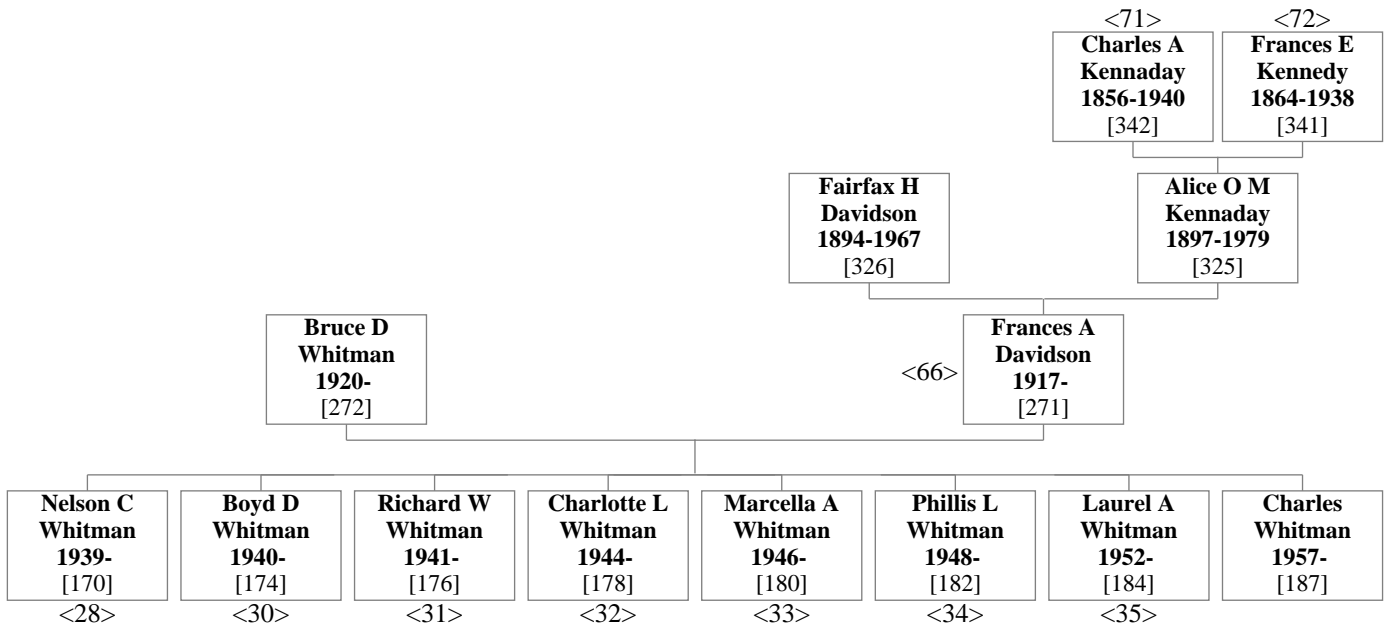 <71>
Charles A
Kennaday
1856-1940
[342]
<72>
Frances E
Kennedy
1864-1938
[341]
Fairfax H
Davidson
1894-1967
[326]
Alice O M
Kennaday
1897-1979
[325]
Bruce D
Whitman
1920-
[272]
<66>
Frances A
Davidson
1917-
[271]
Nelson C
Whitman
1939-
[170]
<28>
Boyd D
Whitman
1940-
[174]
<30>
Richard W
Whitman
1941-
[176]
<31>
Charlotte L
Whitman
1944-
[178]
<32>
Marcella A
Whitman
1946-
[180]
<33>
Phillis L
Whitman
1948-
[182]
<34>
Laurel A
Whitman
1952-
[184]
<35>
Charles
Whitman
1957-
[187]